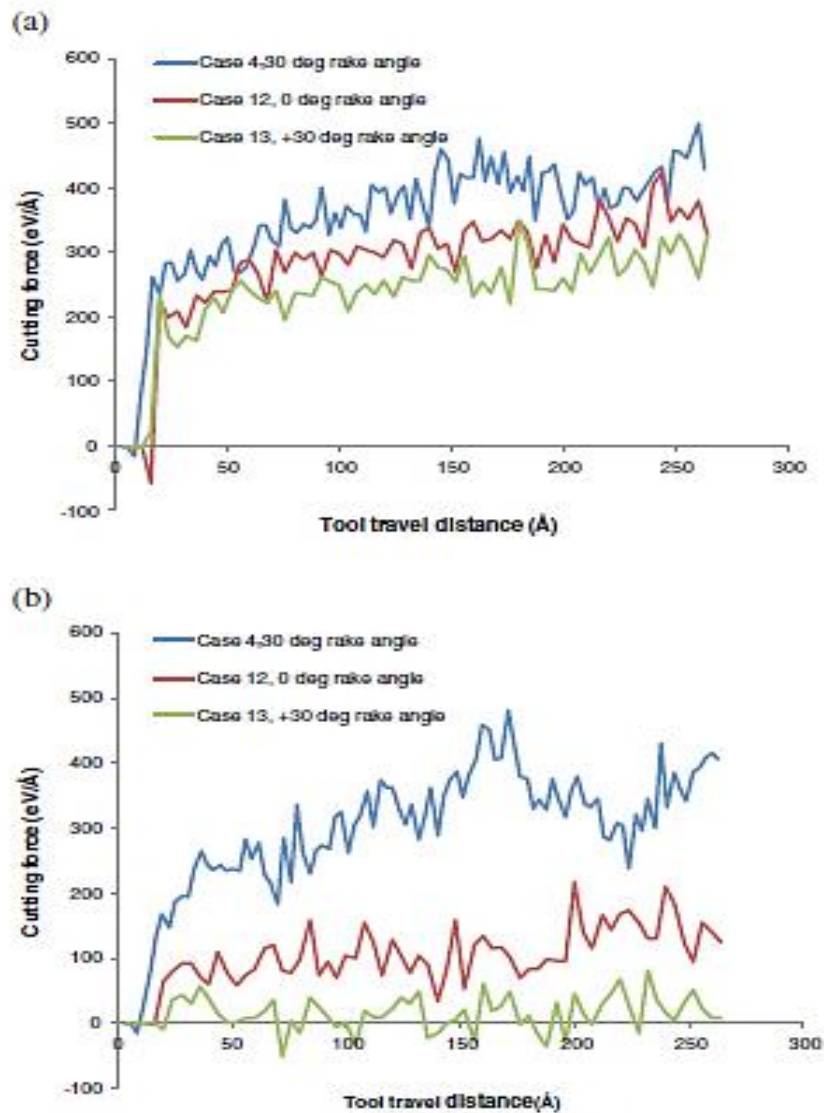 (a)
600
500
400
300
200
100
0
-100
Cutting force (eV/Å)
Case 4,30 deg rake angle
Case 12, 0 deg rake angle
Case 13, +30 deg rake angle
0 50 100 150 200 250 300
Tool travel distance (Å)
(b)
600
500
400
300
200
100
0
-100
Cutting force (eV/Å)
Case 4,30 deg rake angle
Case 12, 0 deg rake angle
Case 13, +30 deg rake angle
0 50 100 150 200 250 300
Tool travel distance(Å)